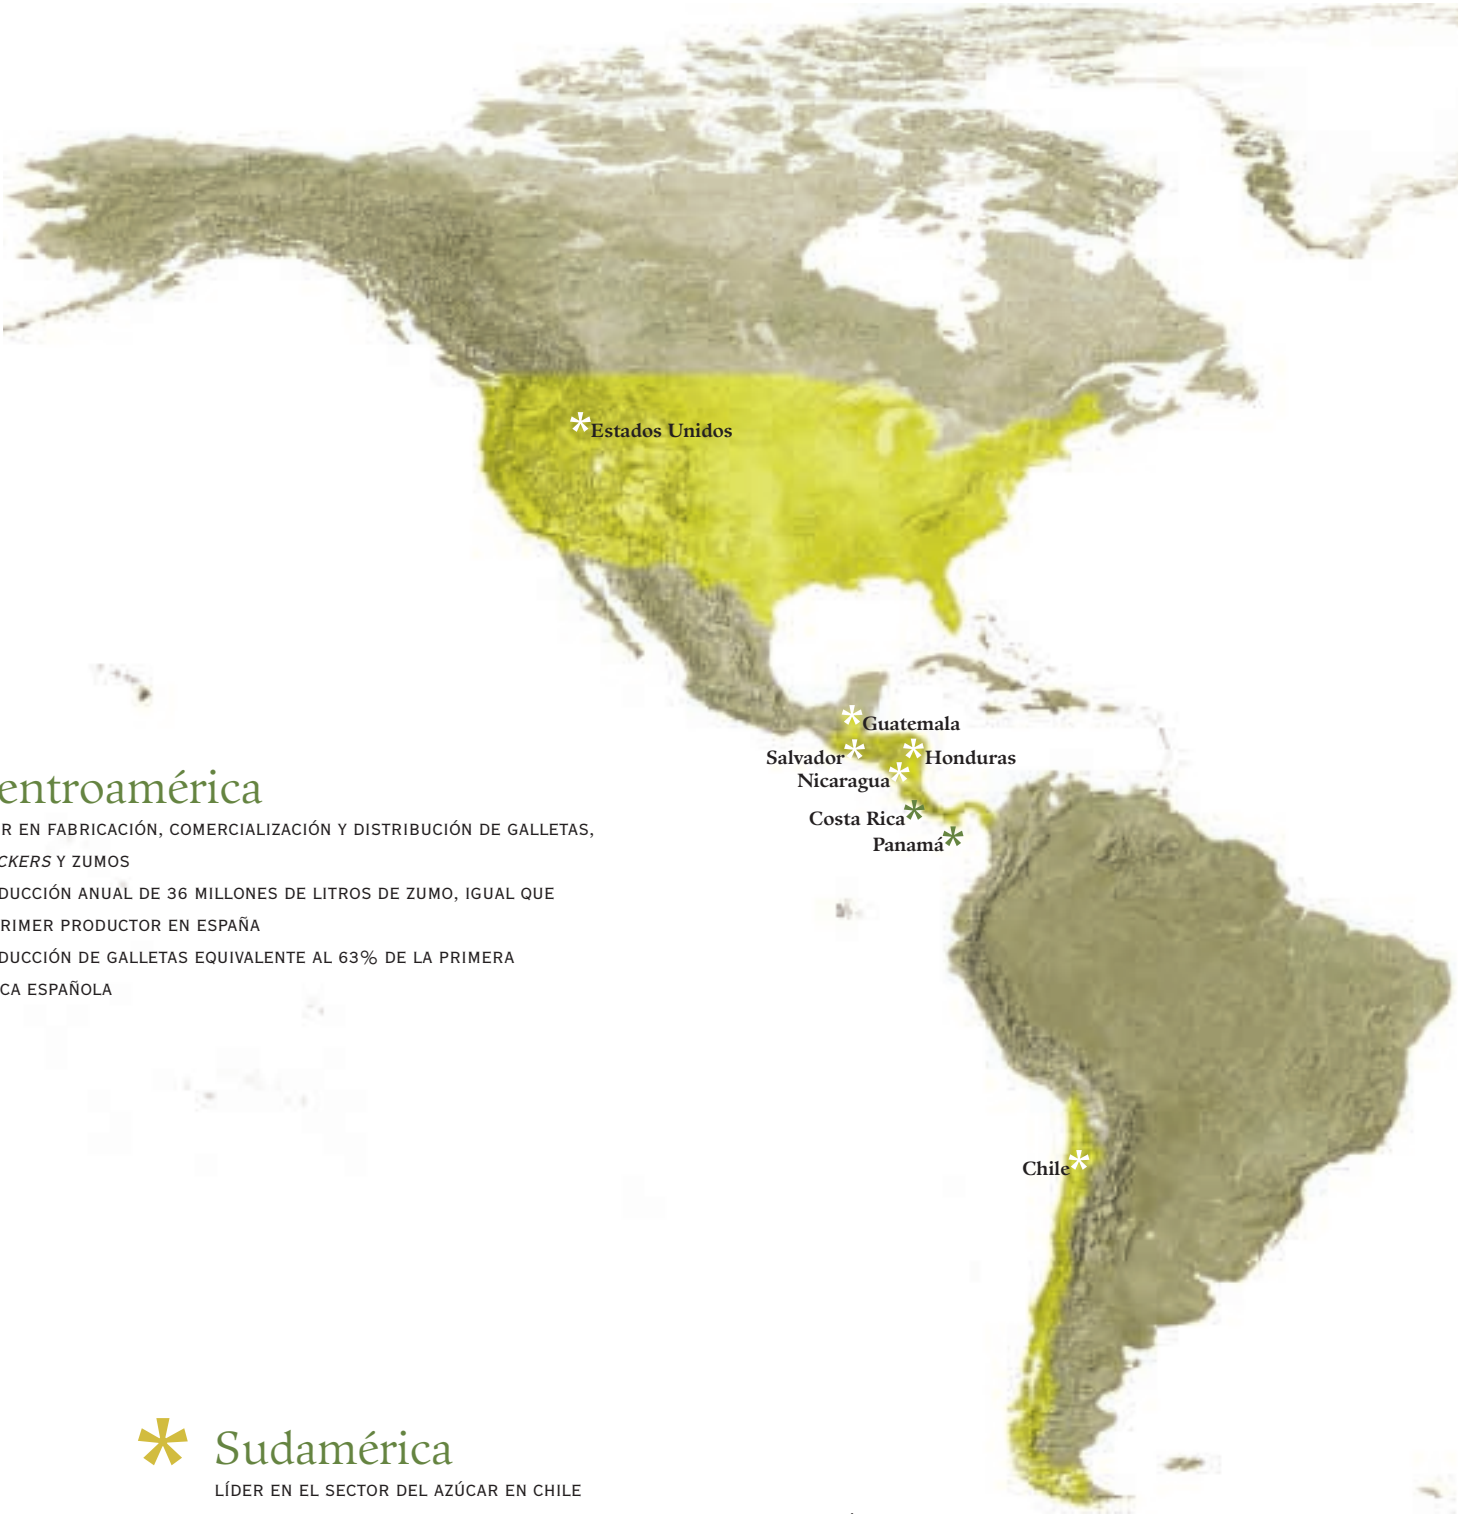 *Estados Unidos
*Guatemala
Salvador*
*Honduras
Nicaragua*
Costa Rica*
Panamá*
entroamérica
R EN FABRICACIÓN, COMERCIALIZACIÓN Y DISTRIBUCIÓN DE GALLETAS,
CKERS Y ZUMOS
DUCCIÓN ANUAL DE 36 MILLONES DE LITROS DE ZUMO, IGUAL QUE
RIMER PRODUCTOR EN ESPAÑA
DUCCIÓN DE GALLETAS EQUIVALENTE AL 63% DE LA PRIMERA
CA ESPAÑOLA
Chile*
* Sudamérica
LÍDER EN EL SECTOR DEL AZÚCAR EN CHILE